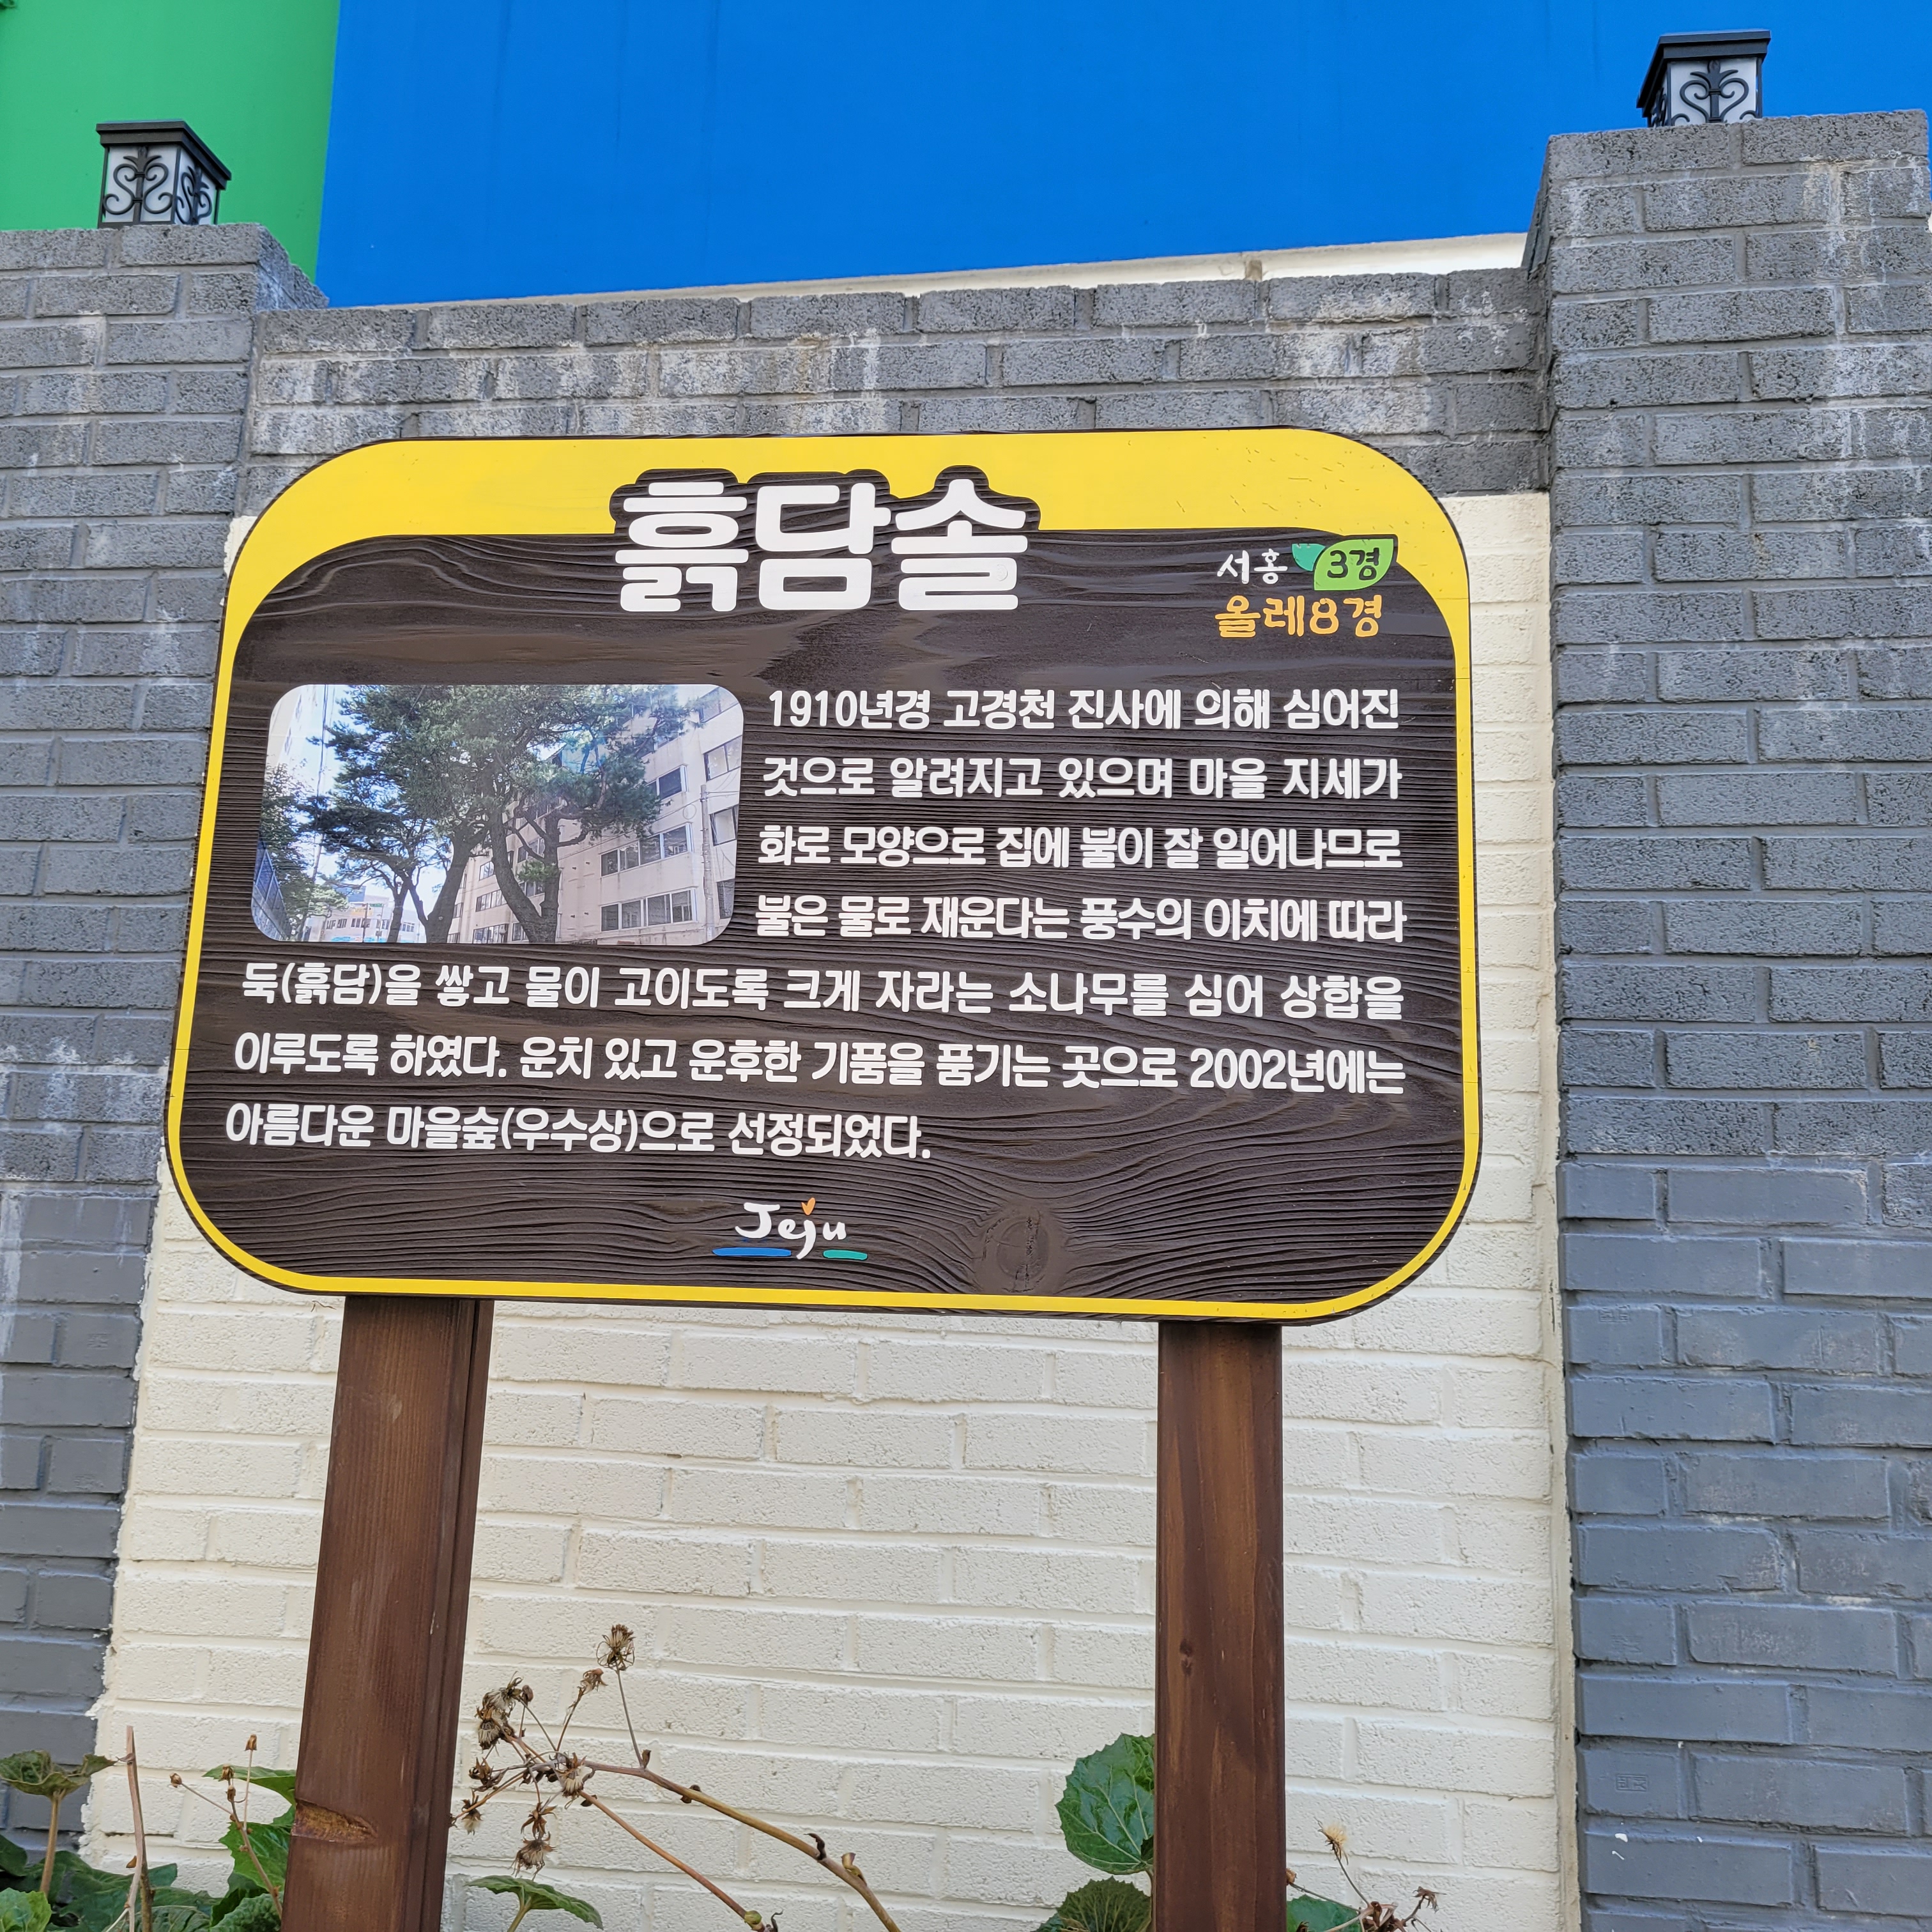 흙담솔
서홍 3경
올레8경
1910년경 고경천 진사에 의해 심어진
것으로 알려지고 있으며 마을 지세가
화로 모양으로 집에 불이 잘 일어나므로
불은 물로 재운다는 풍수의 이치에 따라
둑(흙담)을 쌓고 물이 고이도록 크게 자라는 소나무를 심어 상합을
이루도록 하였다. 운치 있고 운후한 기품을 품기는 곳으로 2002년에는
아름다운 마을숲(우수상)으로 선정되었다.
Jeju